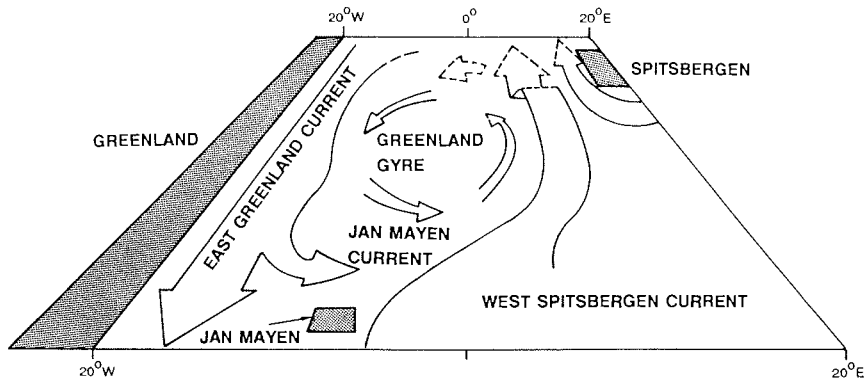 20°W 0° 20°E
SPITSBERGEN
GREENLAND
EAST GREENLAND CURRENT
GREENLAND
GYRE
JAN MAYEN
CURRENT
WEST SPITSBERGEN CURRENT
JAN MAYEN
20°W 20°E